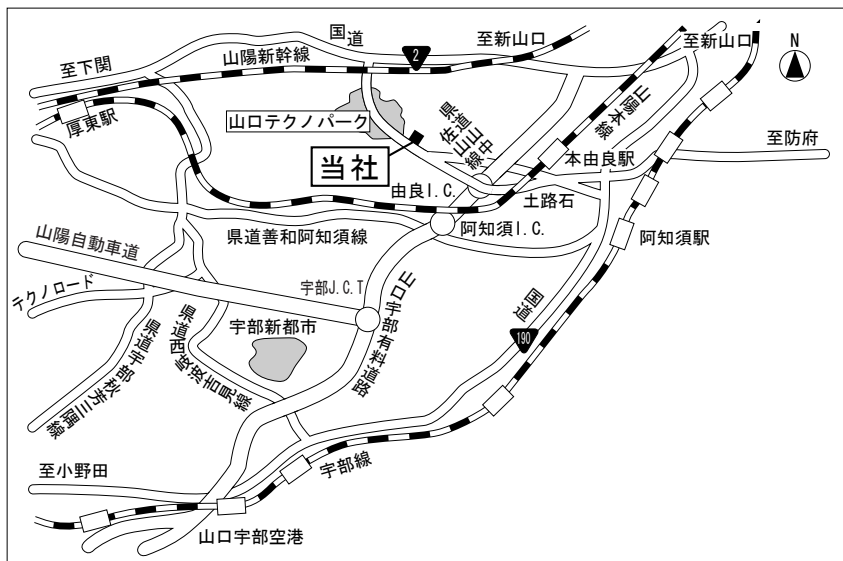 国道
2
至新山口
至新山口
N
山陽新幹線
至下関
山陽本線
厚東駅
山口テクノパーク
県道山中
佐山線
当社
至防府
本由良駅
由良I.C.
土路石
県道善和阿知須線
阿知須I.C.
阿知須駅
山陽自動車道
宇部J.C.T
山口宇部有料道路
テクノロード
国道
190
宇部新都市
県道宇部秋芳三隅線
県道西岐波吉見線
至小野田
宇部線
山口宇部空港